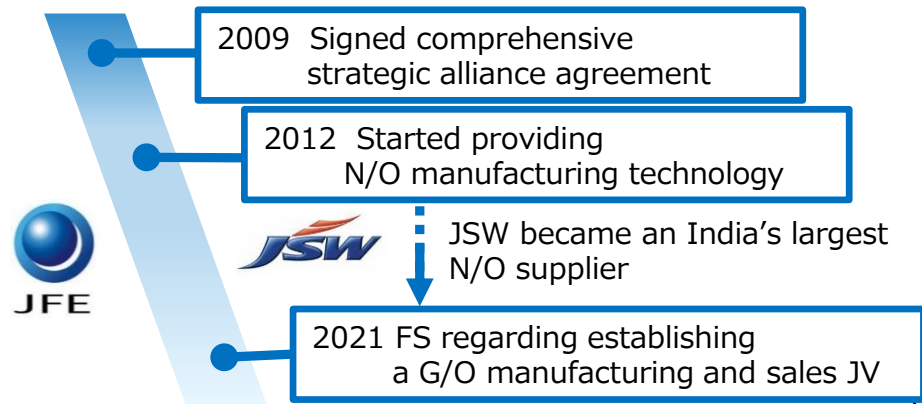 2009 Signed comprehensive
strategic alliance agreement
2012 Started providing
N/O manufacturing technology
JFE
JSW
JSW became an India's largest
N/O supplier
2021 FS regarding establishing
a G/O manufacturing and sales JV